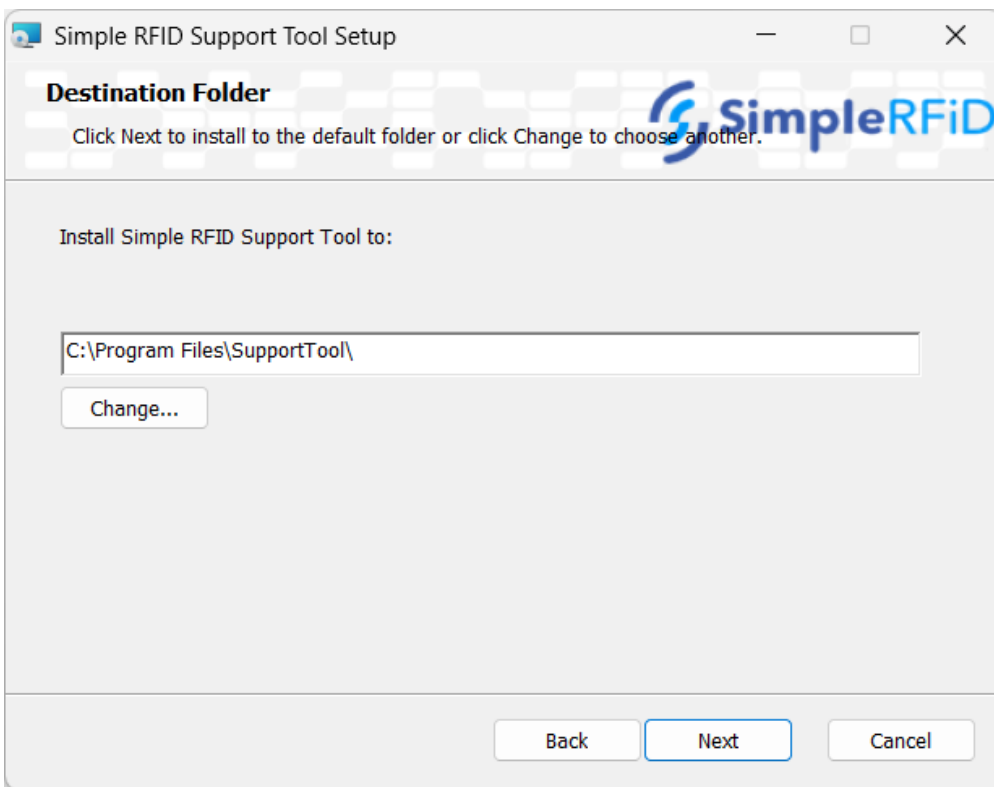 Simple RFID Support Tool Setup
Destination Folder
SimpleRFiD
Click Next to install to the default folder or click Change to choose another.
Install Simple RFID Support Tool to:
C:\Program Files\SupportTool\
Change...
Back
Next
Cancel